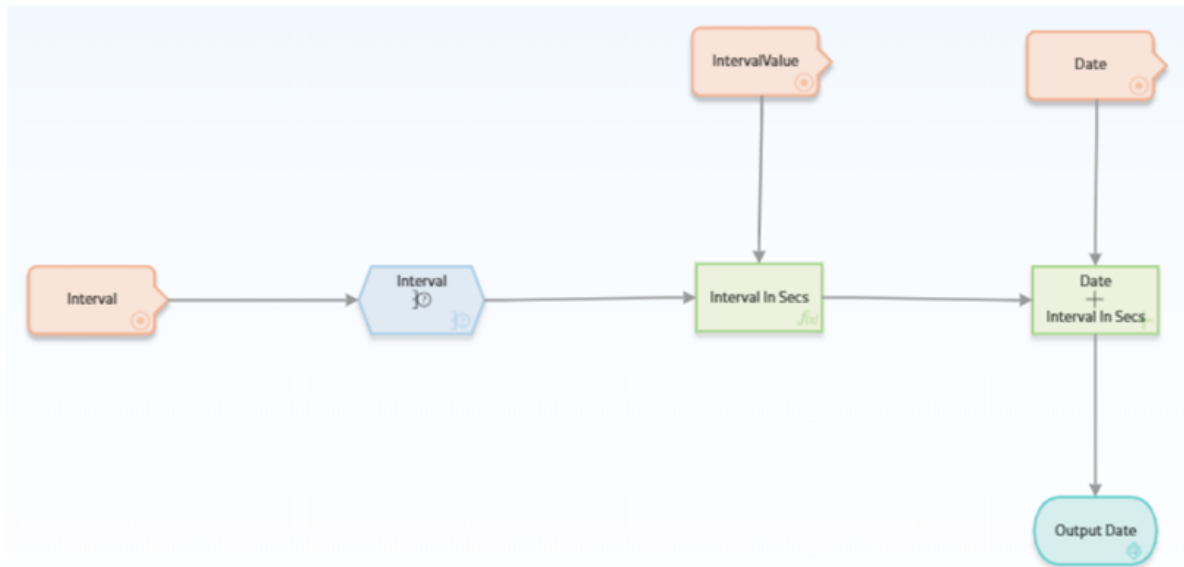 IntervalValue
Date
Interval
Interval
Interval In Secs
f(x)
Date
+
Interval In Secs
Output Date